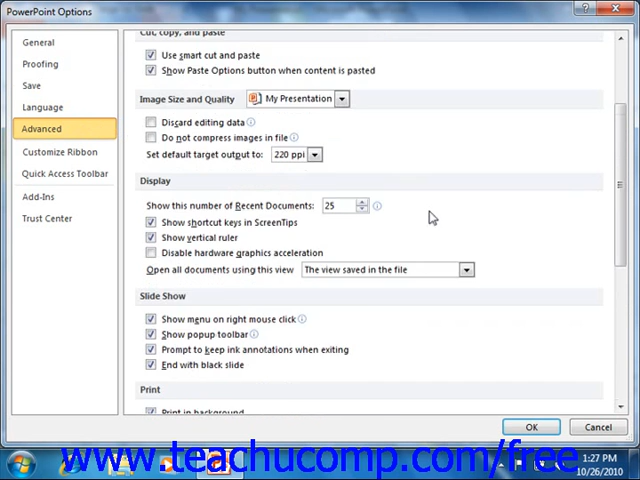 PowerPoint Options
General
Proofing
Save
Language
Advanced
Customize Ribbon
Quick Access Toolbar
Add-Ins
Trust Center
Cut, copy, and paste
Use smart cut and paste
Show Paste Options button when content is pasted
Image Size and Quality My Presentation
Discard editing data
Do not compress images in file
Set default target output to: 220 ppi
Display
Show this number of Recent Documents: 25
Show shortcut keys in ScreenTips
Show vertical ruler
Disable hardware graphics acceleration
Open all documents using this view The view saved in the file
Slide Show
Show menu on right mouse click
Show popup toolbar
Prompt to keep ink annotations when exiting
End with black slide
Print
Print in background
OK Cancel
www.teachucomp.com/free
1:27 PM
10/26/2010